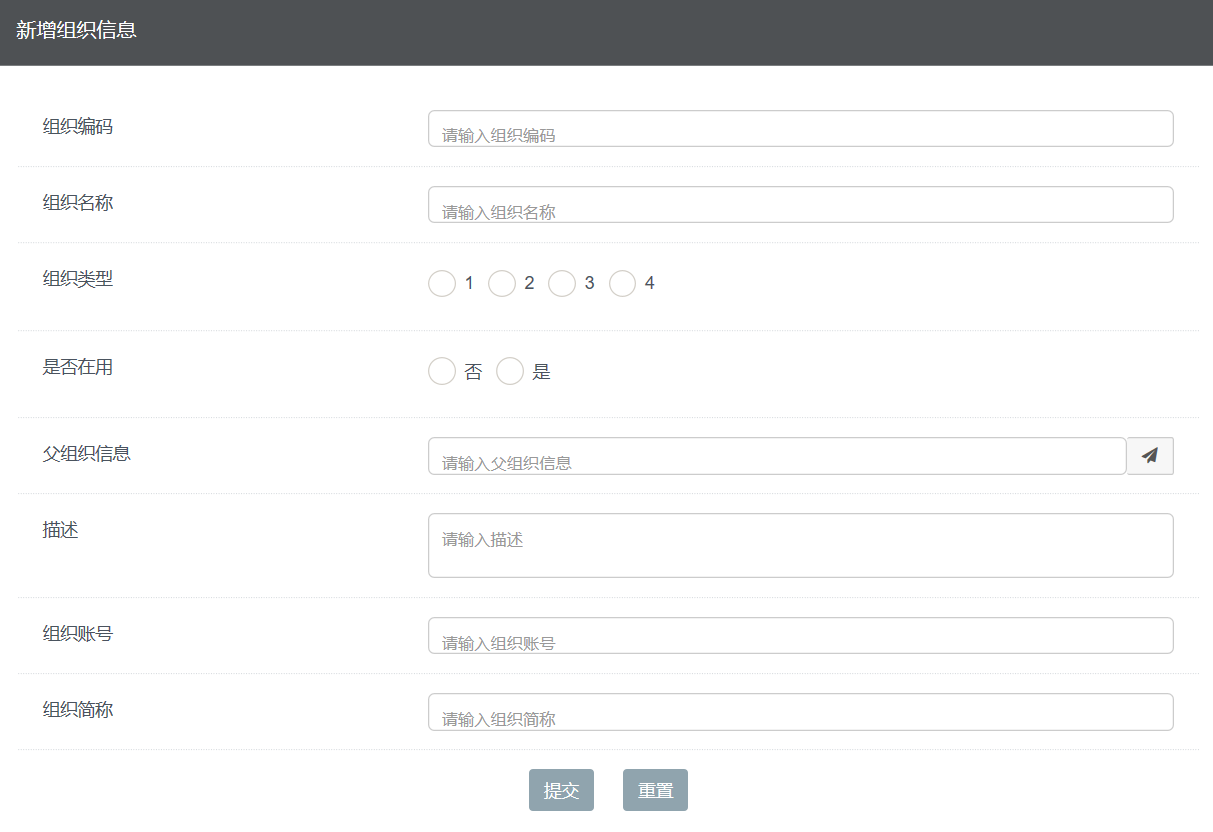 新增组织信息
组织编码
请输入组织编码
组织名称
请输入组织名称
组织类型
1 2 3 4
是否在用
否 是
父组织信息
请输入父组织信息
描述
请输入描述
组织账号
请输入组织账号
组织简称
请输入组织简称
提交 重置